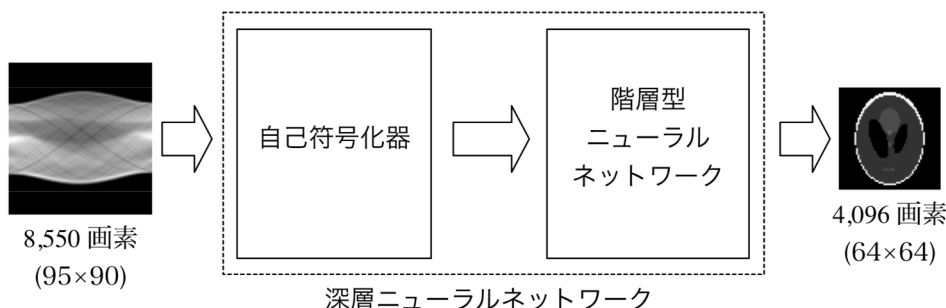 8,550 画素
(95×90)
自己符号化器
階層型
ニューラル
ネットワーク
4,096 画素
(64×64)
深層ニューラルネットワーク